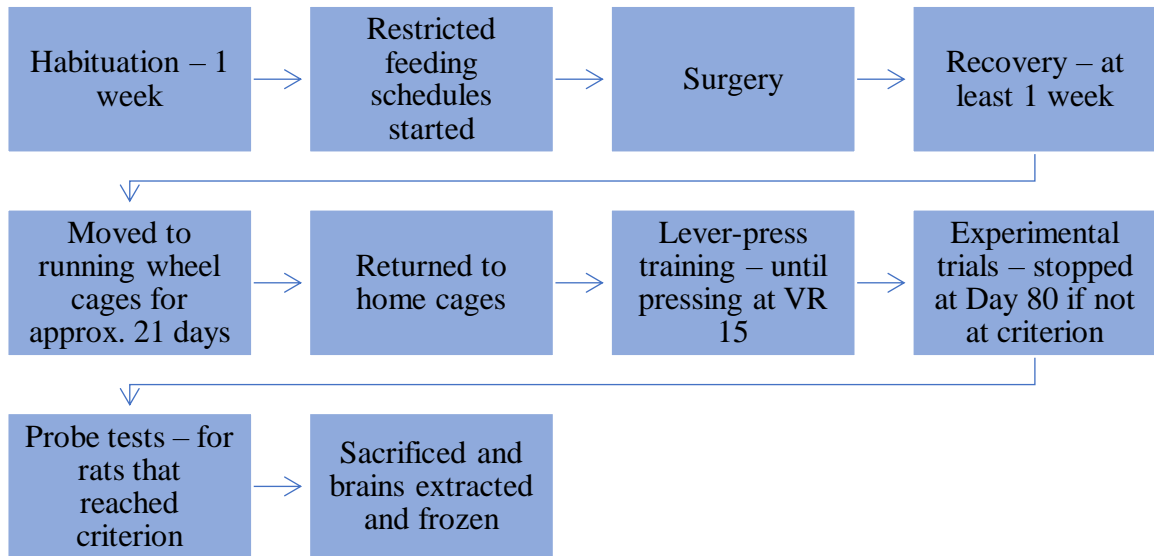 Habituation – 1
week
Restricted
feeding
schedules
started
Surgery
Recovery – at
least 1 week
Moved to
running wheel
cages for
approx. 21 days
Returned to
home cages
Lever-press
training – until
pressing at VR
15
Experimental
trials – stopped
at Day 80 if not
at criterion
Probe tests – for
rats that
reached
criterion
Sacrificed and
brains extracted
and frozen